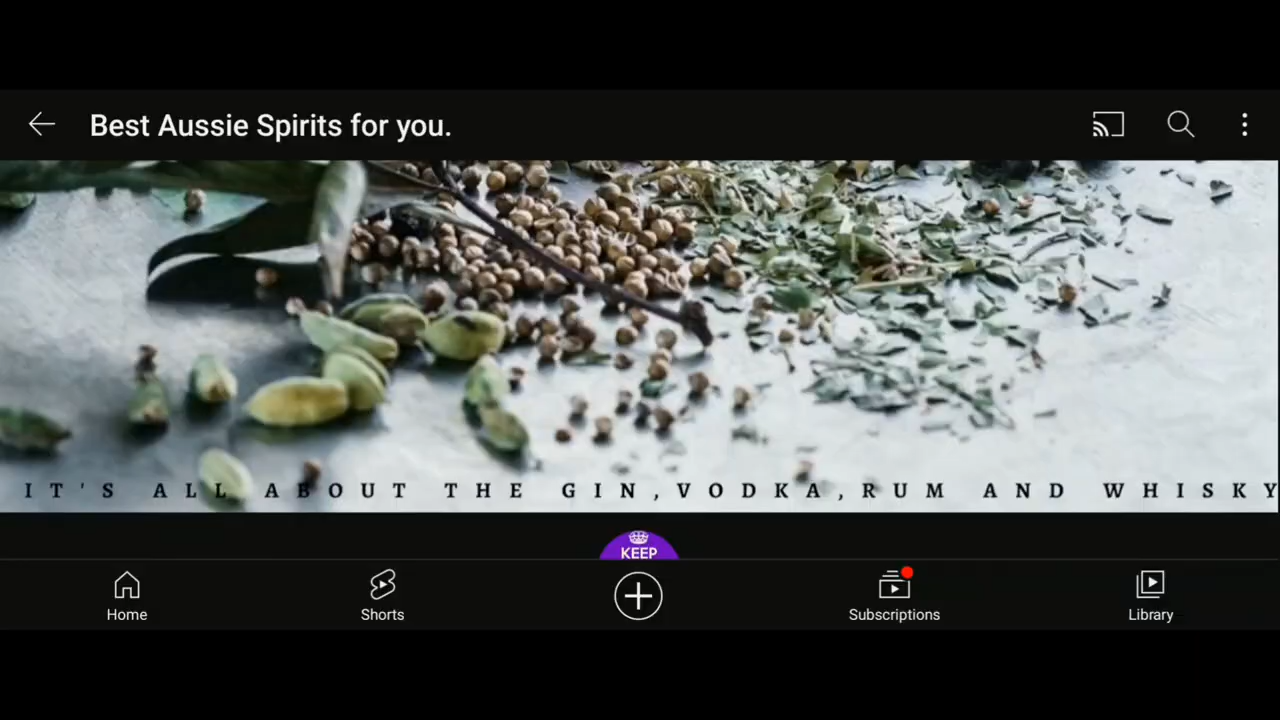 Best Aussie Spirits for you.
IT'S ALL ABOUT THE GIN,VODKA,RUM AND WHISKY
KEEP
Home
Shorts
Subscriptions
Library